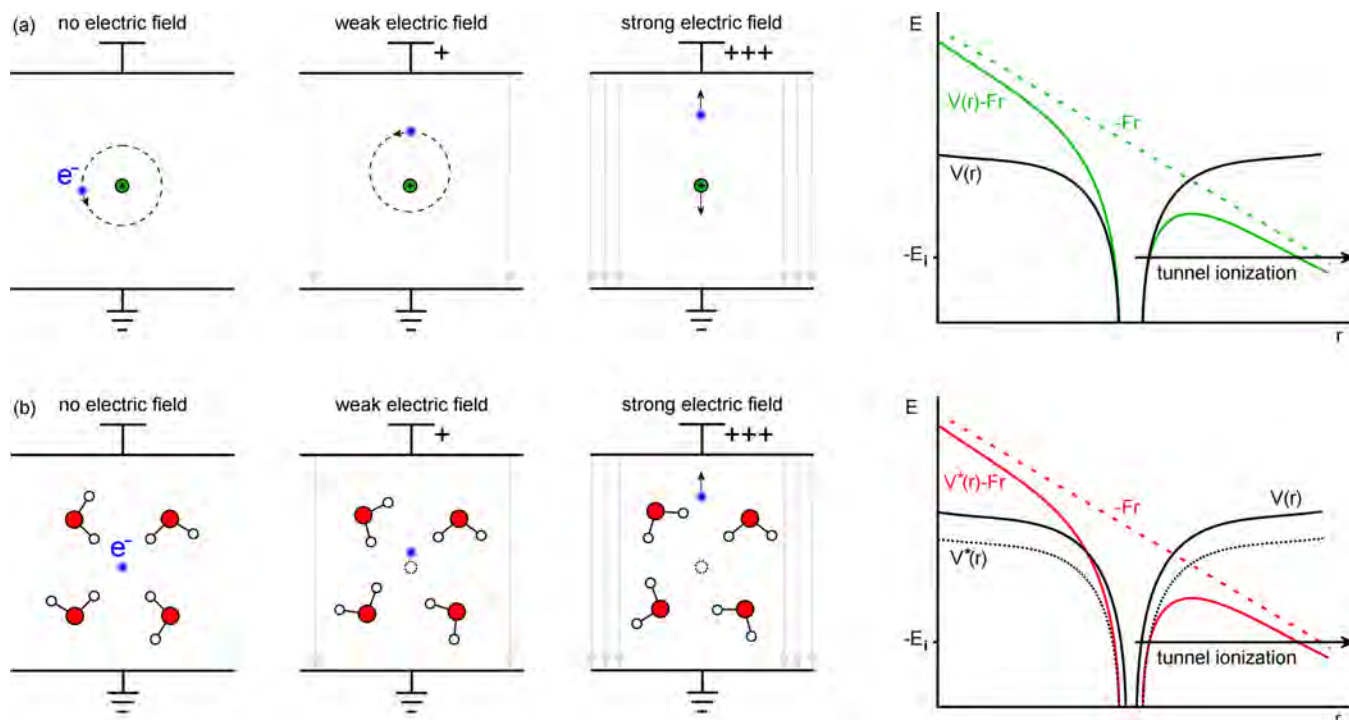 (a) no electric field weak electric field strong electric field E
+ +++
V(r)-Fr -Fr
e⁻ V(r)
+ + +
-Eᵢ
tunnel ionization
r
(b) no electric field weak electric field strong electric field E
+ +++
V*(r)-Fr -Fr V(r)
e⁻
V*(r)
-Eᵢ
tunnel ionization
r